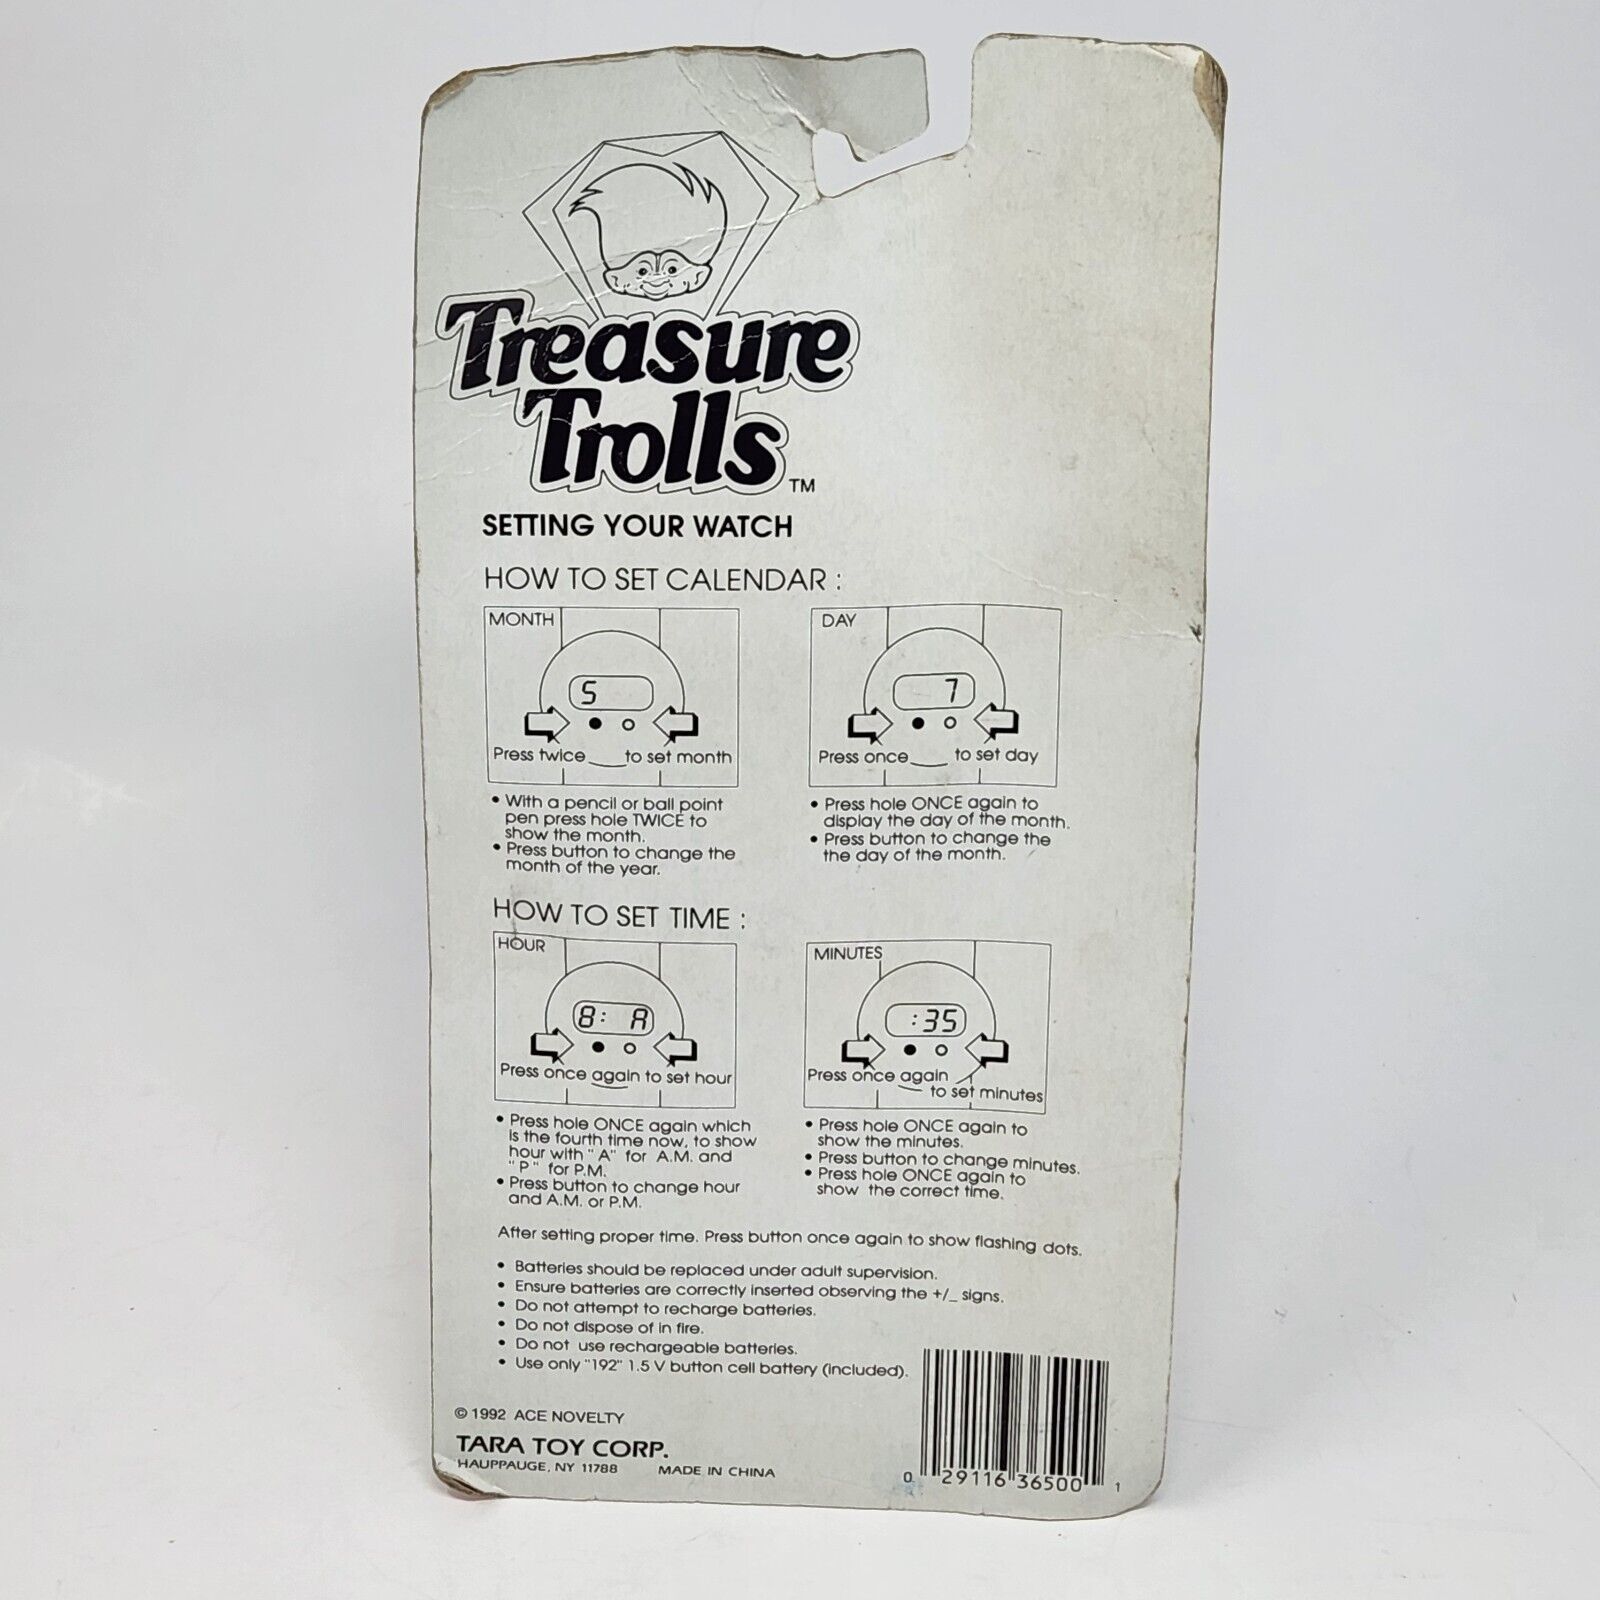 Treasure
Trolls™
SETTING YOUR WATCH
HOW TO SET CALENDAR :
MONTH
5
Press twice to set month
• With a pencil or ball point
pen press hole TWICE to
show the month.
• Press button to change the
month of the year.
DAY
7
Press once to set day
• Press hole ONCE again to
display the day of the month.
• Press button to change the
the day of the month.
HOW TO SET TIME :
HOUR
8: A
Press once again to set hour
• Press hole ONCE again which
is the fourth time now, to show
hour with "A" for A.M. and
"P" for P.M.
• Press button to change hour
and A.M. or P.M.
MINUTES
:35
Press once again
to set minutes
• Press hole ONCE again to
show the minutes.
• Press button to change minutes.
• Press hole ONCE again to
show the correct time.
After setting proper time. Press button once again to show flashing dots.
• Batteries should be replaced under adult supervision.
• Ensure batteries are correctly inserted observing the +/_ signs.
• Do not attempt to recharge batteries.
• Do not dispose of in fire.
• Do not use rechargeable batteries.
• Use only "192" 1.5 V button cell battery (included).
© 1992 ACE NOVELTY
TARA TOY CORP.
HAUPPAUGE, NY 11788 MADE IN CHINA
0 29116 36500 1